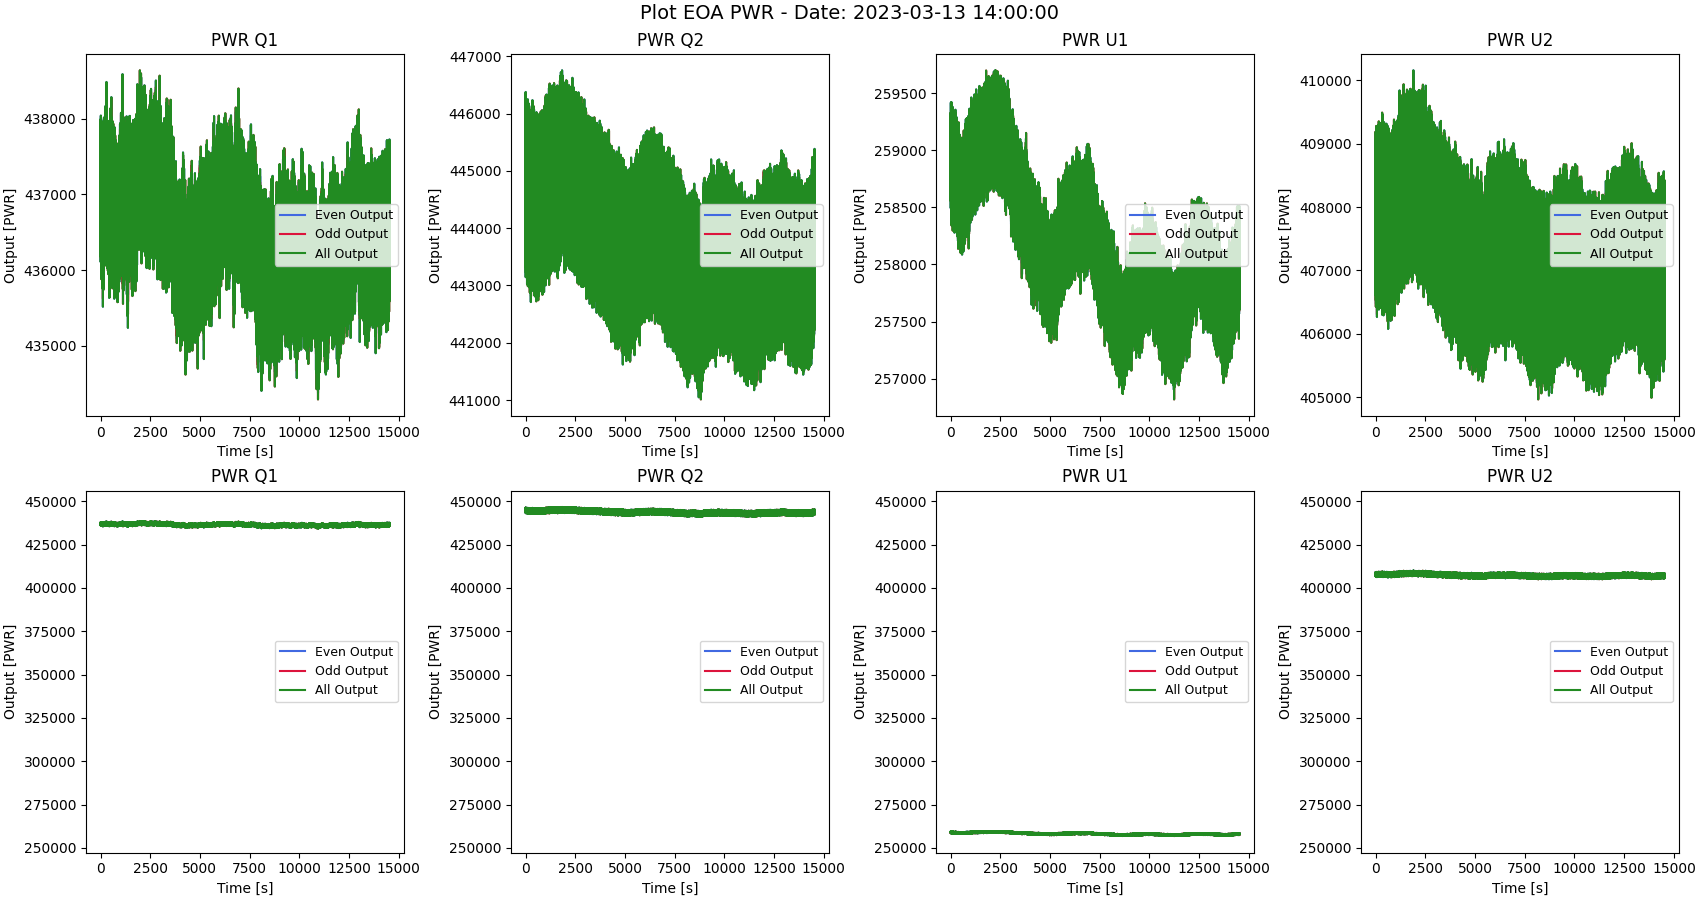 Plot EOA PWR - Date: 2023-03-13 14:00:00
PWR Q1
Output [PWR]
438000
437000
436000
435000
Even Output
Odd Output
All Output
0 2500 5000 7500 10000 12500 15000
Time [s]
PWR Q2
Output [PWR]
447000
446000
445000
444000
443000
442000
441000
Even Output
Odd Output
All Output
0 2500 5000 7500 10000 12500 15000
Time [s]
PWR U1
Output [PWR]
259500
259000
258500
258000
257500
257000
Even Output
Odd Output
All Output
0 2500 5000 7500 10000 12500 15000
Time [s]
PWR U2
Output [PWR]
410000
409000
408000
407000
406000
405000
Even Output
Odd Output
All Output
0 2500 5000 7500 10000 12500 15000
Time [s]
PWR Q1
Output [PWR]
450000
425000
400000
375000
350000
325000
300000
275000
250000
Even Output
Odd Output
All Output
0 2500 5000 7500 10000 12500 15000
Time [s]
PWR Q2
Output [PWR]
450000
425000
400000
375000
350000
325000
300000
275000
250000
Even Output
Odd Output
All Output
0 2500 5000 7500 10000 12500 15000
Time [s]
PWR U1
Output [PWR]
450000
425000
400000
375000
350000
325000
300000
275000
250000
Even Output
Odd Output
All Output
0 2500 5000 7500 10000 12500 15000
Time [s]
PWR U2
Output [PWR]
450000
425000
400000
375000
350000
325000
300000
275000
250000
Even Output
Odd Output
All Output
0 2500 5000 7500 10000 12500 15000
Time [s]